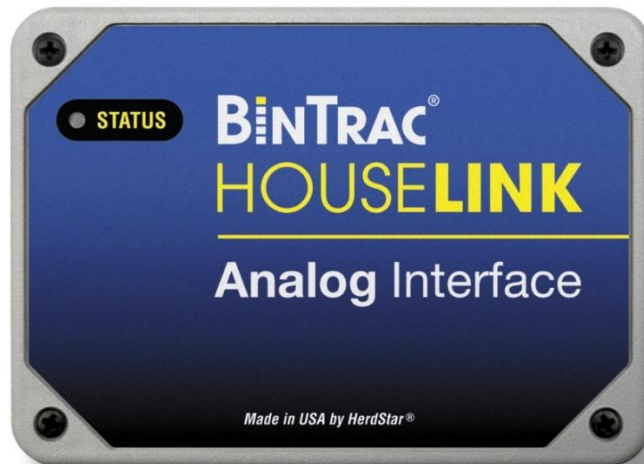 STATUS
BINTRAC®
HOUSELINK
Analog Interface
Made in USA by HerdStar®